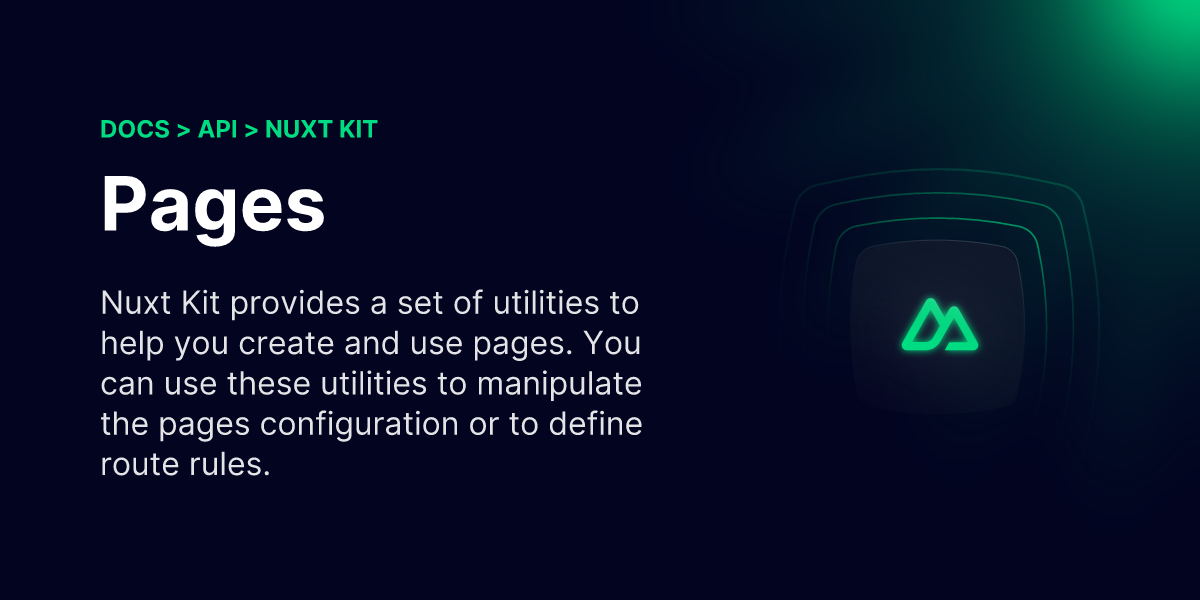 DOCS > API > NUXT KIT
Pages
Nuxt Kit provides a set of utilities to
help you create and use pages. You
can use these utilities to manipulate
the pages configuration or to define
route rules.